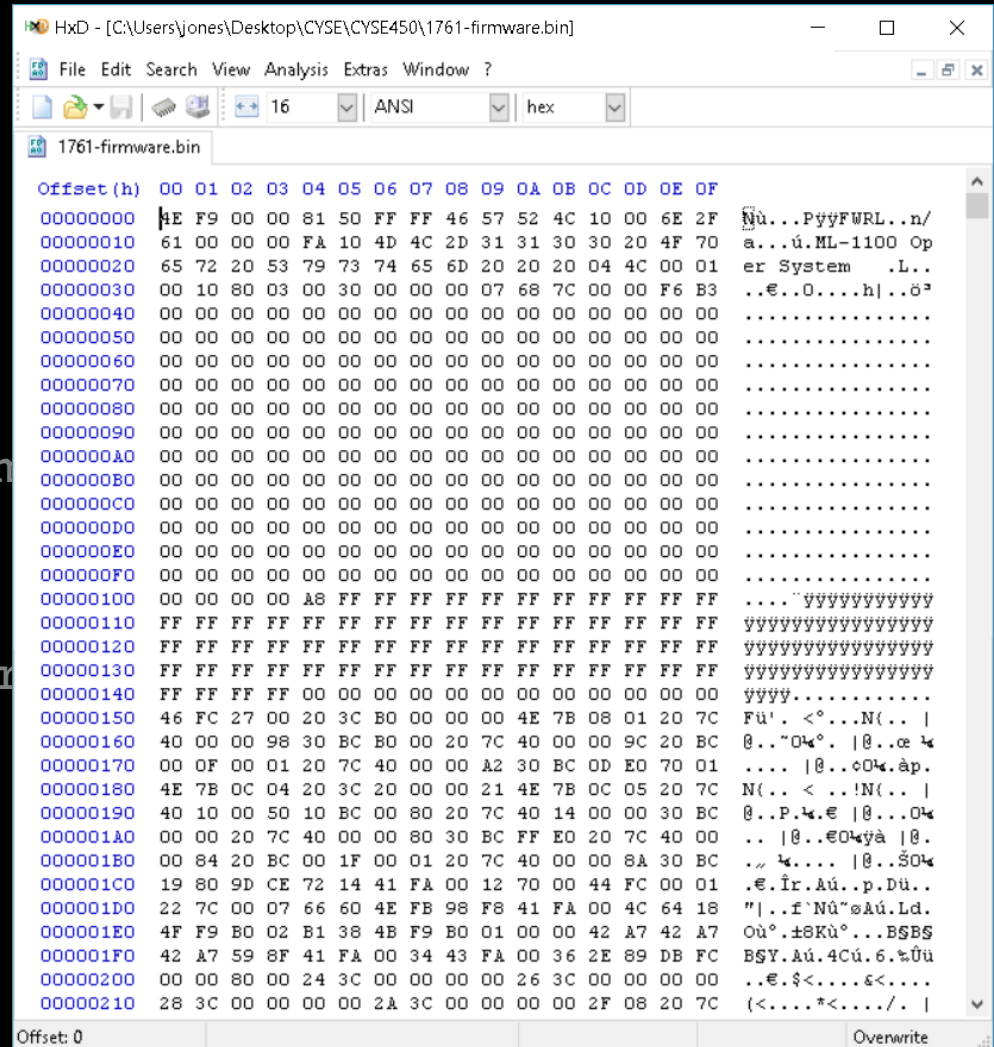 HxD - [C:\Users\jones\Desktop\CYSE\CYSE450\1761-firmware.bin]
File Edit Search View Analysis Extras Window ?
16 ANSI hex
1761-firmware.bin
Offset(h) 00 01 02 03 04 05 06 07 08 09 0A 0B 0C 0D 0E 0F
00000000 4E F9 00 00 81 50 FF FF 46 57 52 4C 10 00 6E 2F Nù...PÿÿFWRL..n/
00000010 61 00 00 00 FA 10 4D 4C 2D 31 31 30 30 20 4F 70 a...ú.ML-1100 Op
00000020 65 72 20 53 79 73 74 65 6D 20 20 20 04 4C 00 01 er System   .L..
00000030 00 10 80 03 00 30 00 00 00 07 68 7C 00 00 F6 B3 ..€..0....h|..ö³
00000040 00 00 00 00 00 00 00 00 00 00 00 00 00 00 00 00 ................
00000050 00 00 00 00 00 00 00 00 00 00 00 00 00 00 00 00 ................
00000060 00 00 00 00 00 00 00 00 00 00 00 00 00 00 00 00 ................
00000070 00 00 00 00 00 00 00 00 00 00 00 00 00 00 00 00 ................
00000080 00 00 00 00 00 00 00 00 00 00 00 00 00 00 00 00 ................
00000090 00 00 00 00 00 00 00 00 00 00 00 00 00 00 00 00 ................
000000A0 00 00 00 00 00 00 00 00 00 00 00 00 00 00 00 00 ................
000000B0 00 00 00 00 00 00 00 00 00 00 00 00 00 00 00 00 ................
000000C0 00 00 00 00 00 00 00 00 00 00 00 00 00 00 00 00 ................
000000D0 00 00 00 00 00 00 00 00 00 00 00 00 00 00 00 00 ................
000000E0 00 00 00 00 00 00 00 00 00 00 00 00 00 00 00 00 ................
000000F0 00 00 00 00 00 00 00 00 00 00 00 00 00 00 00 00 ................
00000100 00 00 00 00 A8 FF FF FF FF FF FF FF FF FF FF FF ....¨ÿÿÿÿÿÿÿÿÿÿÿ
00000110 FF FF FF FF FF FF FF FF FF FF FF FF FF FF FF FF ÿÿÿÿÿÿÿÿÿÿÿÿÿÿÿÿ
00000120 FF FF FF FF FF FF FF FF FF FF FF FF FF FF FF FF ÿÿÿÿÿÿÿÿÿÿÿÿÿÿÿÿ
00000130 FF FF FF FF FF FF FF FF FF FF FF FF FF FF FF FF ÿÿÿÿÿÿÿÿÿÿÿÿÿÿÿÿ
00000140 FF FF FF FF 00 00 00 00 00 00 00 00 00 00 00 00 ÿÿÿÿ............
00000150 46 FC 27 00 20 3C B0 00 00 00 4E 7B 08 01 20 7C Fü'. <°...N{.. |
00000160 40 00 00 98 30 BC B0 00 20 7C 40 00 00 9C 20 BC @..˜0¼°. |@..œ ¼
00000170 00 0F 00 01 20 7C 40 00 00 A2 30 BC 0D E0 70 01 .... |@..¢0¼.àp.
00000180 4E 7B 0C 04 20 3C 20 00 00 21 4E 7B 0C 05 20 7C N{.. < ..!N{.. |
00000190 40 10 00 50 10 BC 00 80 20 7C 40 14 00 00 30 BC @..P.¼.€ |@...0¼
000001A0 00 00 20 7C 40 00 00 80 30 BC FF E0 20 7C 40 00 .. |@..€0¼ÿà |@.
000001B0 00 84 20 BC 00 1F 00 01 20 7C 40 00 00 8A 30 BC .„ ¼.... |@..Š0¼
000001C0 19 80 9D CE 72 14 41 FA 00 12 70 00 44 FC 00 01 .€.Îr.Aú..p.Dü..
000001D0 22 7C 00 07 66 60 4E FB 98 F8 41 FA 00 4C 64 18 "|..f`Nû˜øAú.Ld.
000001E0 4F F9 B0 02 B1 38 4B F9 B0 01 00 00 42 A7 42 A7 Où°.±8Kù°...B§B§
000001F0 42 A7 59 8F 41 FA 00 34 43 FA 00 36 2E 89 DB FC B§Y.Aú.4Cú.6.‰Ûü
00000200 00 00 80 00 24 3C 00 00 00 00 26 3C 00 00 00 00 ..€.$<....&<....
00000210 28 3C 00 00 00 00 2A 3C 00 00 00 00 2F 08 20 7C (<....*<..../. |
Offset: 0 Overwrite